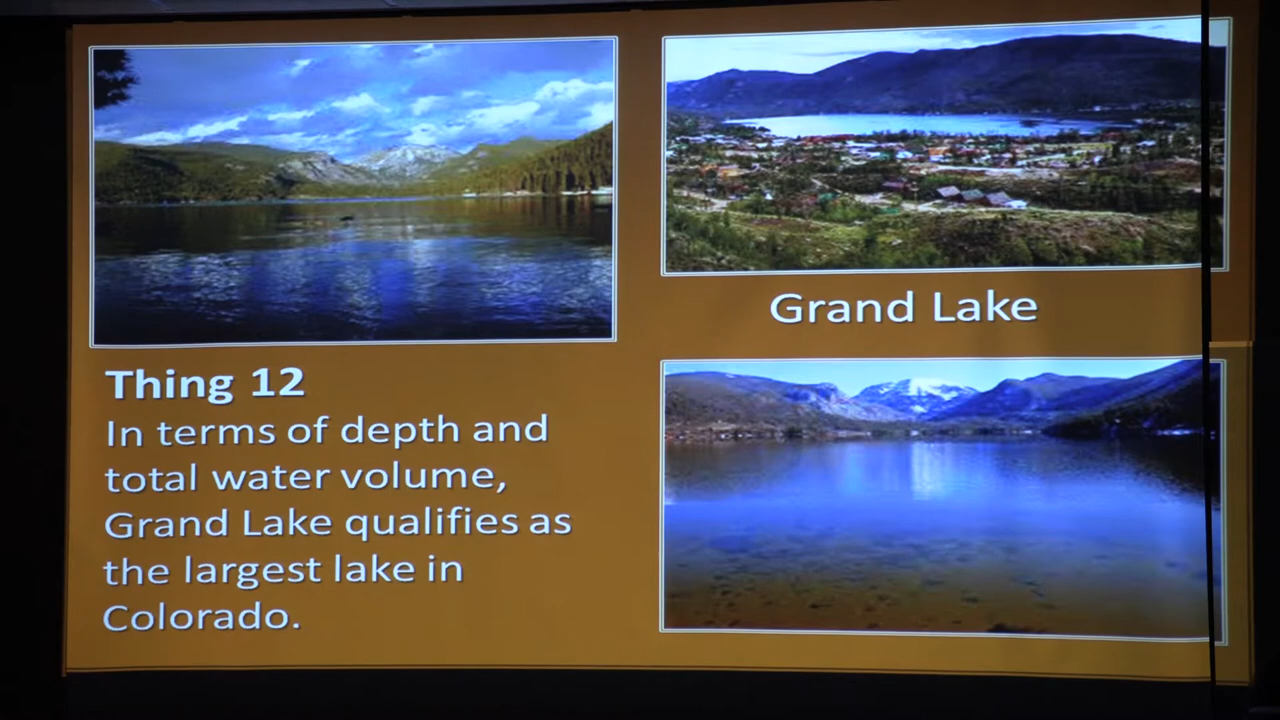 Grand Lake
Thing 12
In terms of depth and
total water volume,
Grand Lake qualifies as
the largest lake in
Colorado.